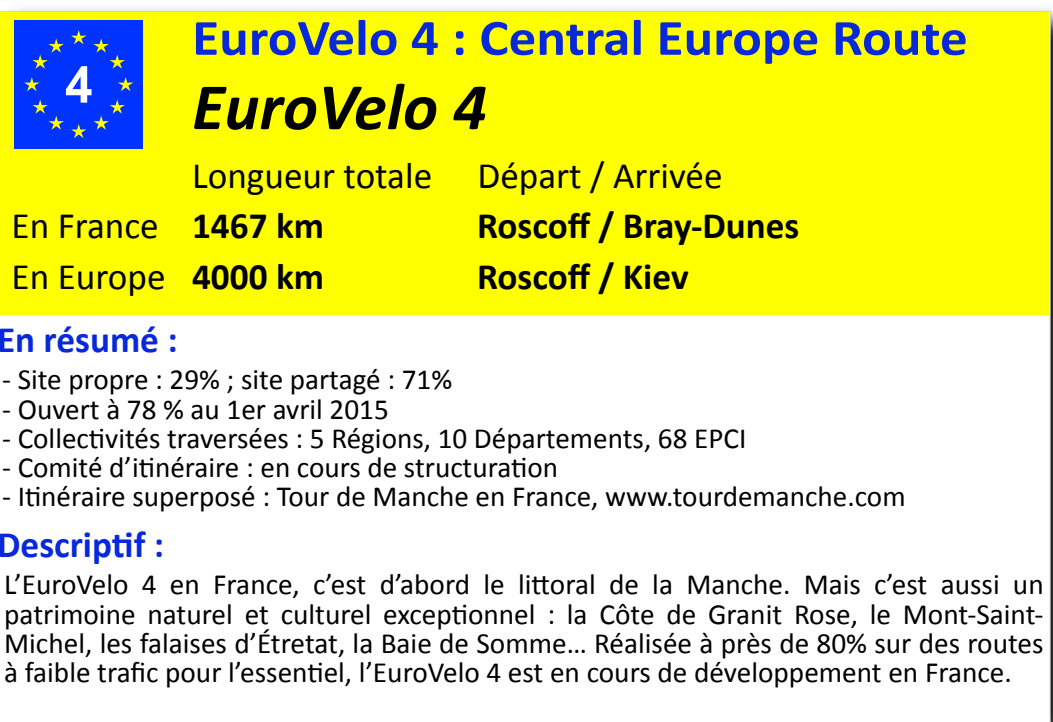 4
EuroVelo 4 : Central Europe Route
EuroVelo 4
Longueur totale Départ / Arrivée
En France 1467 km Roscoff / Bray-Dunes
En Europe 4000 km Roscoff / Kiev
En résumé :
- Site propre : 29% ; site partagé : 71%
- Ouvert à 78 % au 1er avril 2015
- Collectivités traversées : 5 Régions, 10 Départements, 68 EPCI
- Comité d’itinéraire : en cours de structuration
- Itinéraire superposé : Tour de Manche en France, www.tourdemanche.com
Descriptif :
L’EuroVelo 4 en France, c’est d’abord le littoral de la Manche. Mais c’est aussi un
patrimoine naturel et culturel exceptionnel : la Côte de Granit Rose, le Mont-Saint-
Michel, les falaises d’Étretat, la Baie de Somme… Réalisée à près de 80% sur des routes
à faible trafic pour l’essentiel, l’EuroVelo 4 est en cours de développement en France.